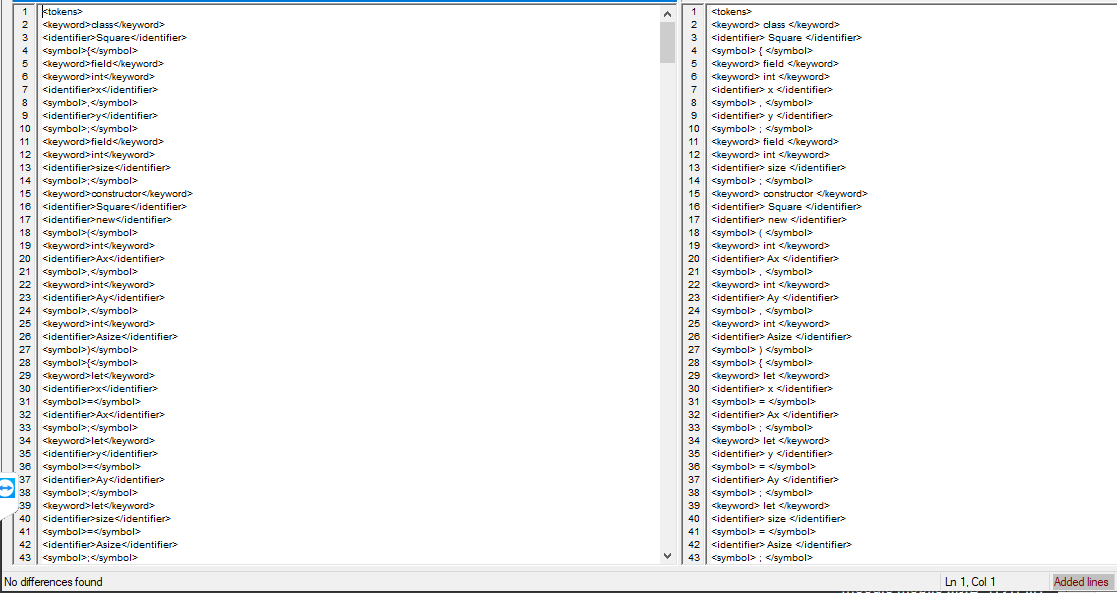 1 <tokens>
2 <keyword>class</keyword>
3 <identifier>Square</identifier>
4 <symbol>{</symbol>
5 <keyword>field</keyword>
6 <keyword>int</keyword>
7 <identifier>x</identifier>
8 <symbol>,</symbol>
9 <identifier>y</identifier>
10 <symbol>;</symbol>
11 <keyword>field</keyword>
12 <keyword>int</keyword>
13 <identifier>size</identifier>
14 <symbol>;</symbol>
15 <keyword>constructor</keyword>
16 <identifier>Square</identifier>
17 <identifier>new</identifier>
18 <symbol>(</symbol>
19 <keyword>int</keyword>
20 <identifier>Ax</identifier>
21 <symbol>,</symbol>
22 <keyword>int</keyword>
23 <identifier>Ay</identifier>
24 <symbol>,</symbol>
25 <keyword>int</keyword>
26 <identifier>Asize</identifier>
27 <symbol>)</symbol>
28 <symbol>{</symbol>
29 <keyword>let</keyword>
30 <identifier>x</identifier>
31 <symbol>=</symbol>
32 <identifier>Ax</identifier>
33 <symbol>;</symbol>
34 <keyword>let</keyword>
35 <identifier>y</identifier>
36 <symbol>=</symbol>
37 <identifier>Ay</identifier>
38 <symbol>;</symbol>
39 <keyword>let</keyword>
40 <identifier>size</identifier>
41 <symbol>=</symbol>
42 <identifier>Asize</identifier>
43 <symbol>;</symbol>
1 <tokens>
2 <keyword> class </keyword>
3 <identifier> Square </identifier>
4 <symbol> { </symbol>
5 <keyword> field </keyword>
6 <keyword> int </keyword>
7 <identifier> x </identifier>
8 <symbol> , </symbol>
9 <identifier> y </identifier>
10 <symbol> ; </symbol>
11 <keyword> field </keyword>
12 <keyword> int </keyword>
13 <identifier> size </identifier>
14 <symbol> ; </symbol>
15 <keyword> constructor </keyword>
16 <identifier> Square </identifier>
17 <identifier> new </identifier>
18 <symbol> ( </symbol>
19 <keyword> int </keyword>
20 <identifier> Ax </identifier>
21 <symbol> , </symbol>
22 <keyword> int </keyword>
23 <identifier> Ay </identifier>
24 <symbol> , </symbol>
25 <keyword> int </keyword>
26 <identifier> Asize </identifier>
27 <symbol> ) </symbol>
28 <symbol> { </symbol>
29 <keyword> let </keyword>
30 <identifier> x </identifier>
31 <symbol> = </symbol>
32 <identifier> Ax </identifier>
33 <symbol> ; </symbol>
34 <keyword> let </keyword>
35 <identifier> y </identifier>
36 <symbol> = </symbol>
37 <identifier> Ay </identifier>
38 <symbol> ; </symbol>
39 <keyword> let </keyword>
40 <identifier> size </identifier>
41 <symbol> = </symbol>
42 <identifier> Asize </identifier>
43 <symbol> ; </symbol>
No differences found
Ln 1, Col 1
Added lines